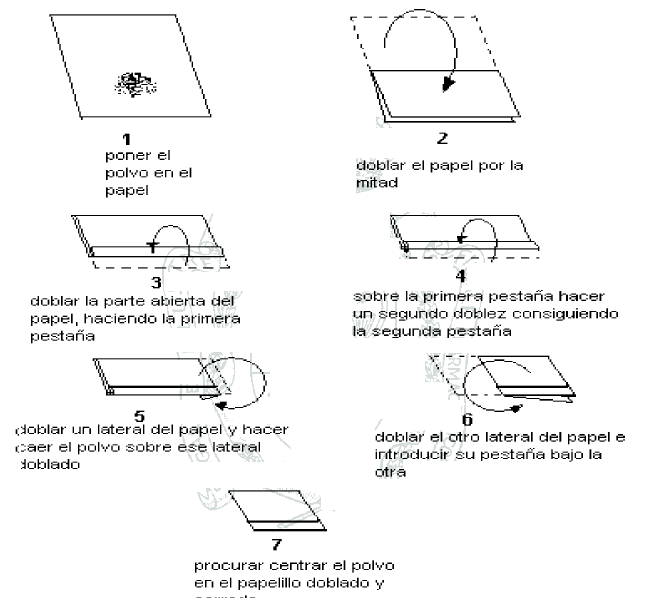 1
poner el
polvo en el
papel
2
doblar el papel por la
mitad
3
doblar la parte abierta del
papel, haciendo la primera
pestaña
4
sobre la primera pestaña hacer
un segundo doblez consiguiendo
la segunda pestaña
5
doblar un lateral del papel y hacer
caer el polvo sobre ese lateral
doblado
6
doblar el otro lateral del papel e
introducir su pestaña bajo la
otra
7
procurar centrar el polvo
en el papelillo doblado y